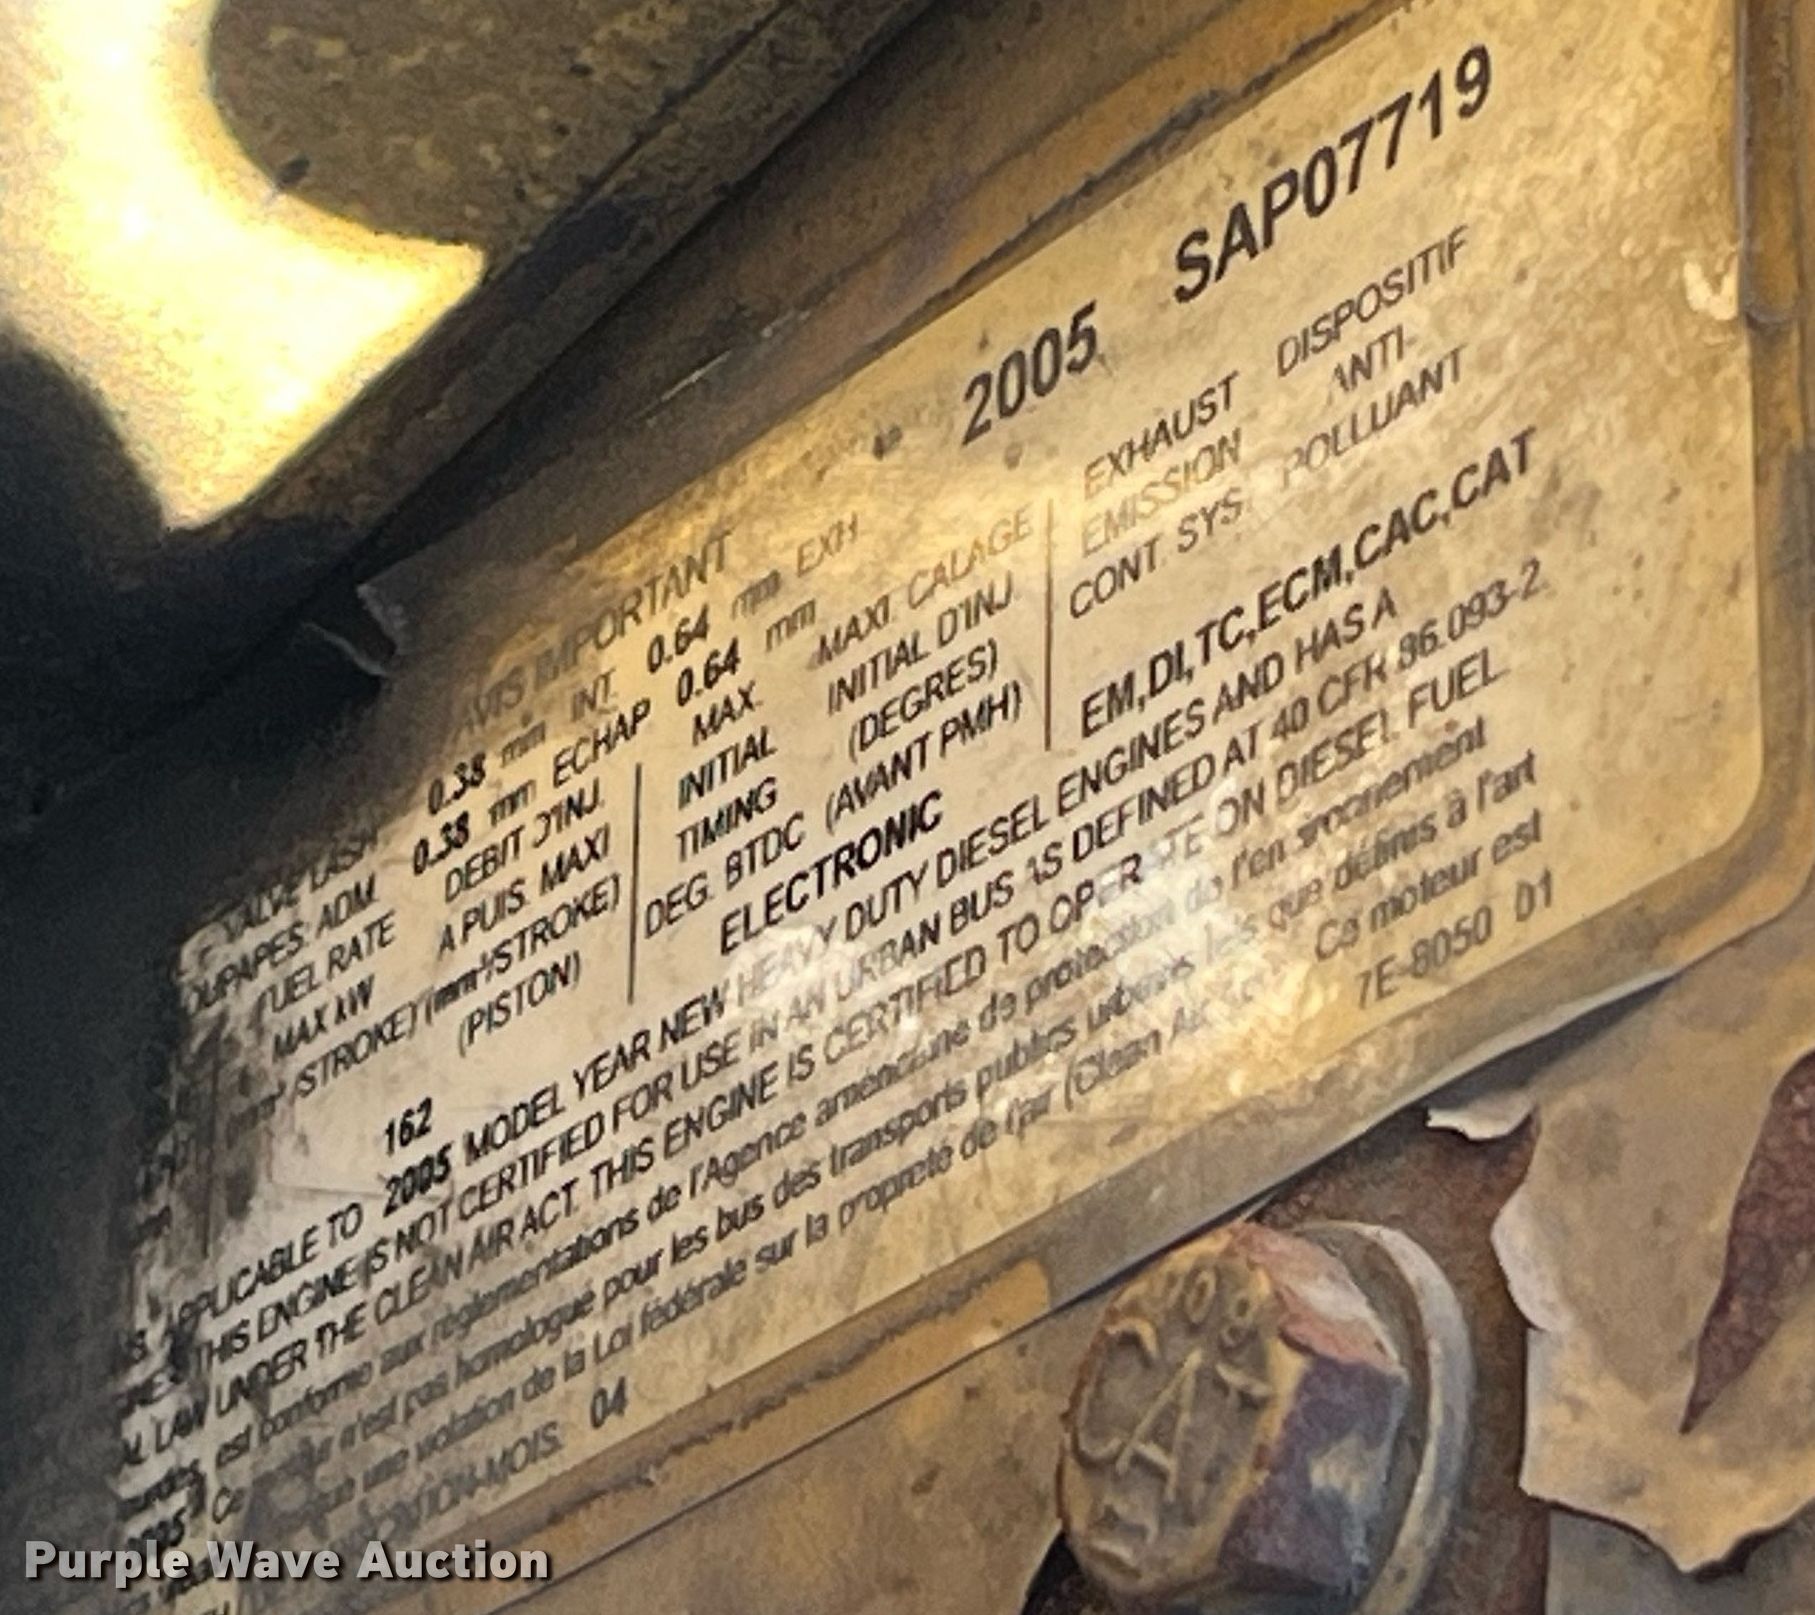 2005 SAP07719
AVIS IMPORTANT
VALVE LASH 0.38 mm INT. 0.64 mm EXH
ADM. 0.38 mm ECHAP 0.64 mm
FUEL RATE DEBIT D'INJ.
MAX kW A PUIS. MAXI
/STROKE) (mm³/STROKE)
(PISTON)
162
MAX. MAXI. CALAGE
INITIAL INITIAL D'INJ
TIMING (DEGRES)
DEG. BTDC (AVANT PMH)
ELECTRONIC
EXHAUST DISPOSITIF
EMISSION ANTI-
CONT. SYS. POLLUANT
EM,DI,TC,ECM,CAC,CAT
APPLICABLE TO 2005 MODEL YEAR NEW HEAVY DUTY DIESEL ENGINES AND HAS A
THIS ENGINE IS NOT CERTIFIED FOR USE IN AN URBAN BUS AS DEFINED AT 40 CFR 86.093-2
LAW UNDER THE CLEAN AIR ACT. THIS ENGINE IS CERTIFIED TO OPERATE ON DIESEL FUEL
est conforme aux réglementations de l'Agence américaine de protection de l'environnement
n'est pas homologué pour les bus des transports publics urbains tels que définis à l'art
une violation de la Loi fédérale sur la propreté de l'air (Clean Ce moteur est
MOIS. 04 7E-8050 01
CAT
Purple Wave Auction